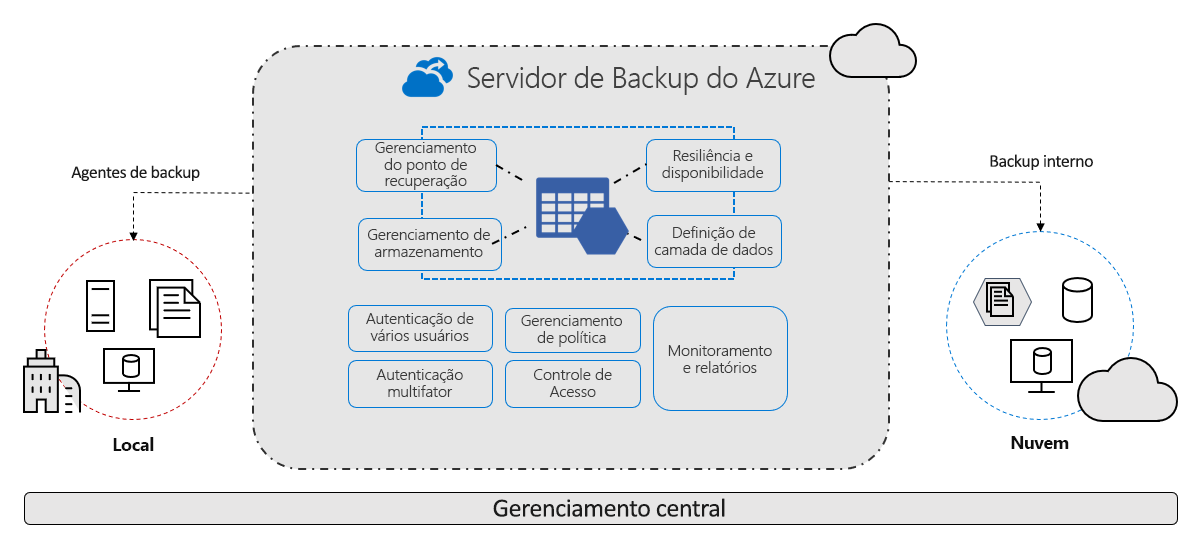 Servidor de Backup do Azure
Agentes de backup
Gerenciamento
do ponto de
recuperação
Resiliência e
disponibilidade
Gerenciamento de
armazenamento
Definição de
camada de dados
Backup interno
Autenticação de
vários usuários
Gerenciamento
de política
Monitoramento
e relatórios
Autenticação
multifator
Controle de
Acesso
Local
Nuvem
Gerenciamento central